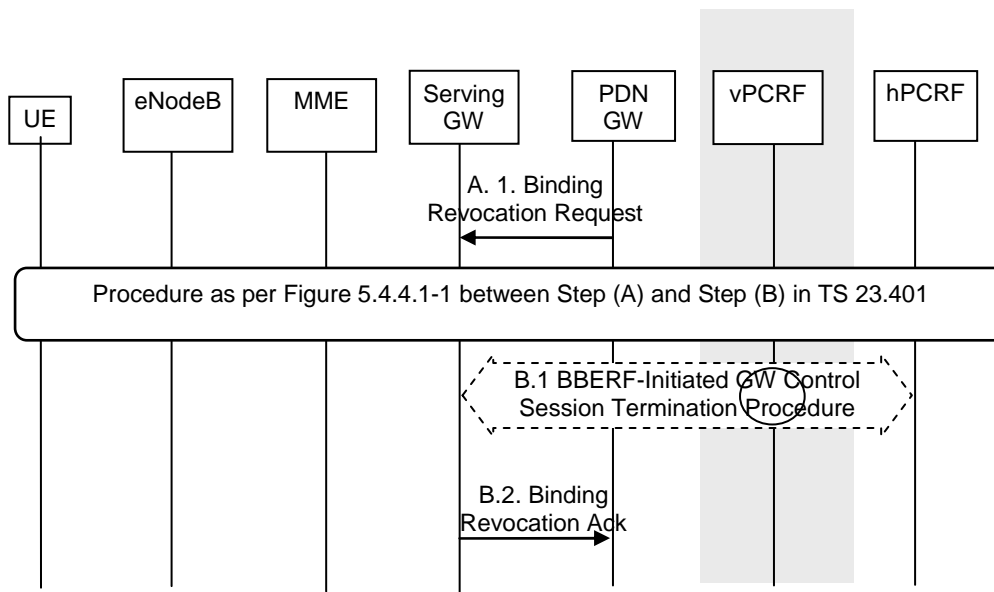 UE
eNodeB
MME
Serving
GW
PDN
GW
vPCRF
hPCRF
A. 1. Binding
Revocation Request
Procedure as per Figure 5.4.4.1-1 between Step (A) and Step (B) in TS 23.401
B.1 BBERF-Initiated GW Control
Session Termination Procedure
B.2. Binding
Revocation Ack